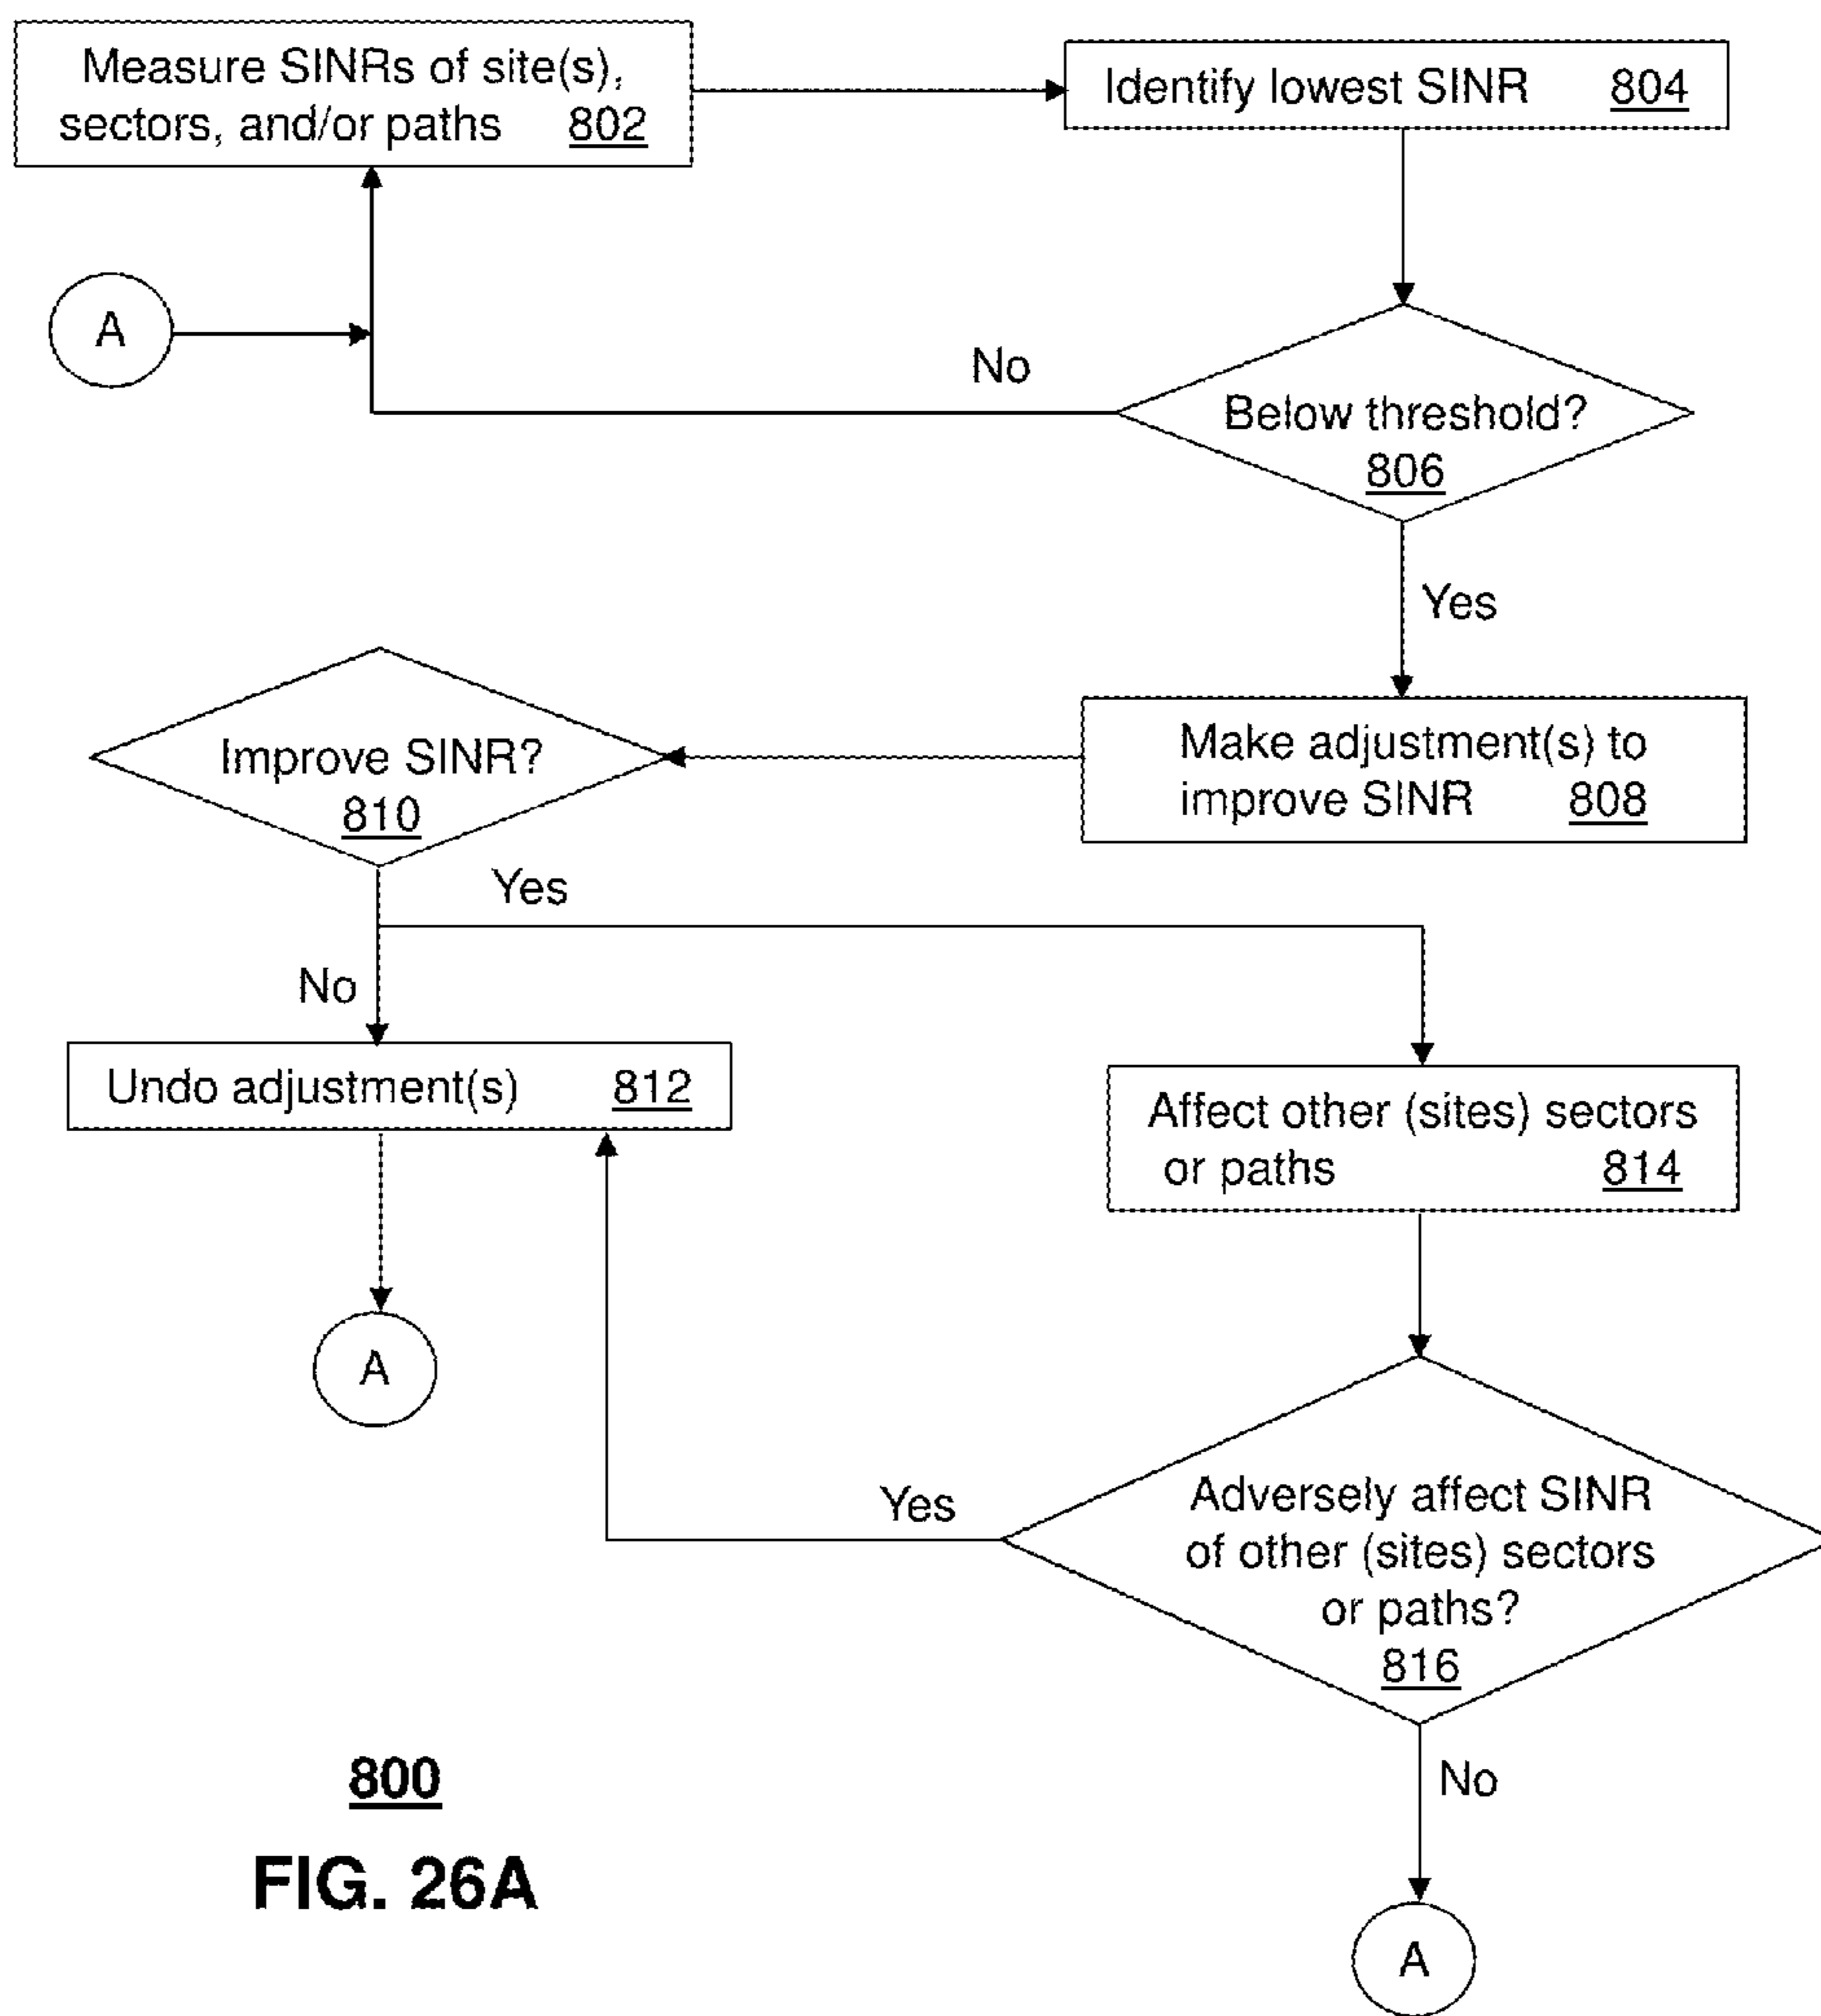 Measure SINRs of site(s),
sectors, and/or paths 802
Identify lowest SINR 804
A
No
Below threshold?
806
Yes
Improve SINR?
810
Make adjustment(s) to
improve SINR 808
Yes
No
Undo adjustment(s) 812
Affect other (sites) sectors
or paths 814
A
Yes
Adversely affect SINR
of other (sites) sectors
or paths?
816
No
800
FIG. 26A
A